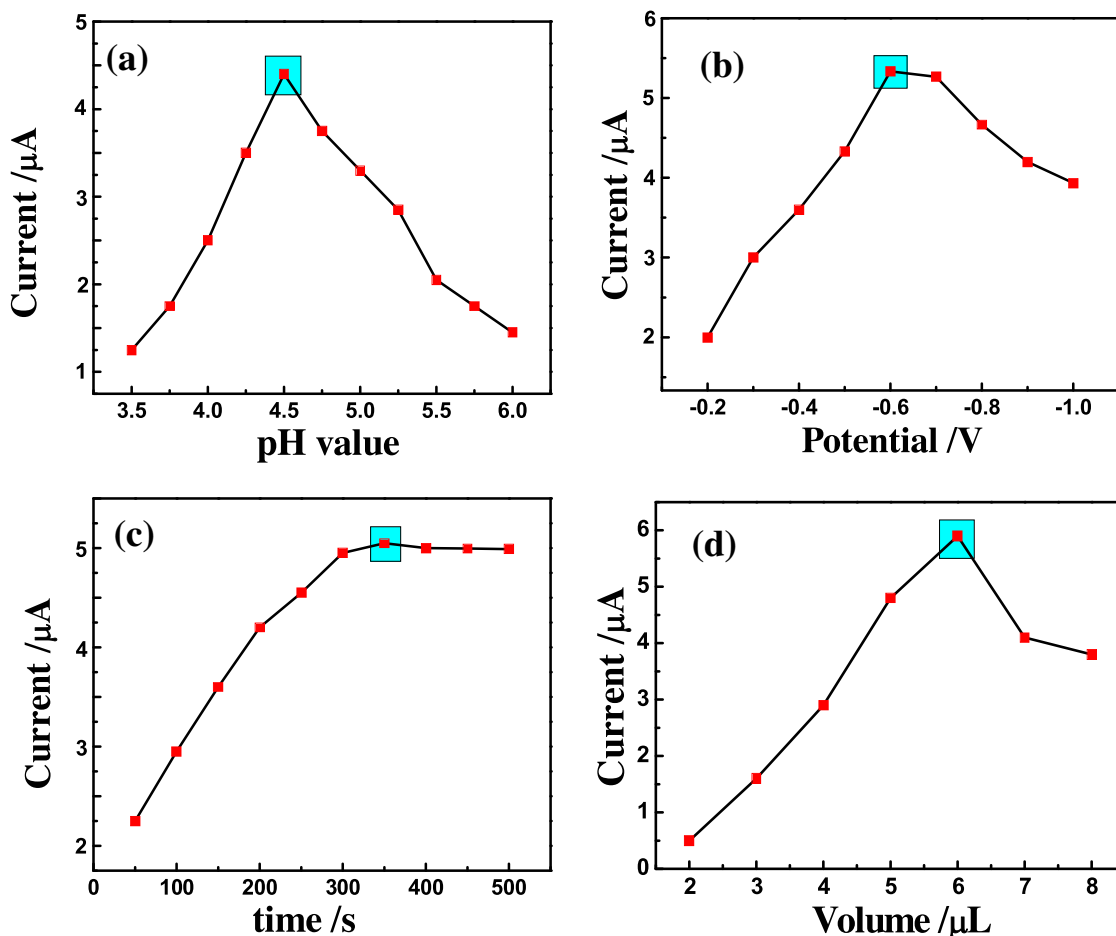 (a)
Current /μA
5
4
3
2
1
3.5 4.0 4.5 5.0 5.5 6.0
pH value
(b)
Current /μA
6
5
4
3
2
-0.2 -0.4 -0.6 -0.8 -1.0
Potential /V
(c)
Current /μA
5
4
3
2
0 100 200 300 400 500
time /s
(d)
Current /μA
6
5
4
3
2
1
0
2 3 4 5 6 7 8
Volume /μL